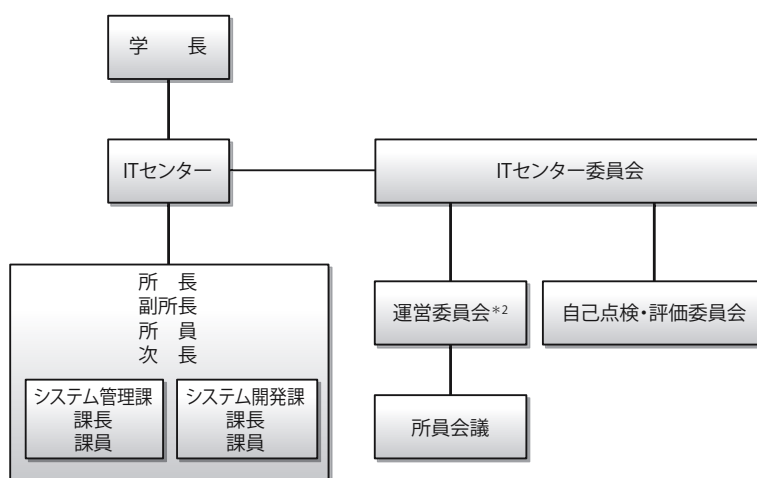 学　　長
ITセンター
ITセンター委員会
所　長
副所長
所　員
次　長
システム管理課
課長
課員
システム開発課
課長
課員
運営委員会*2
自己点検・評価委員会
所員会議